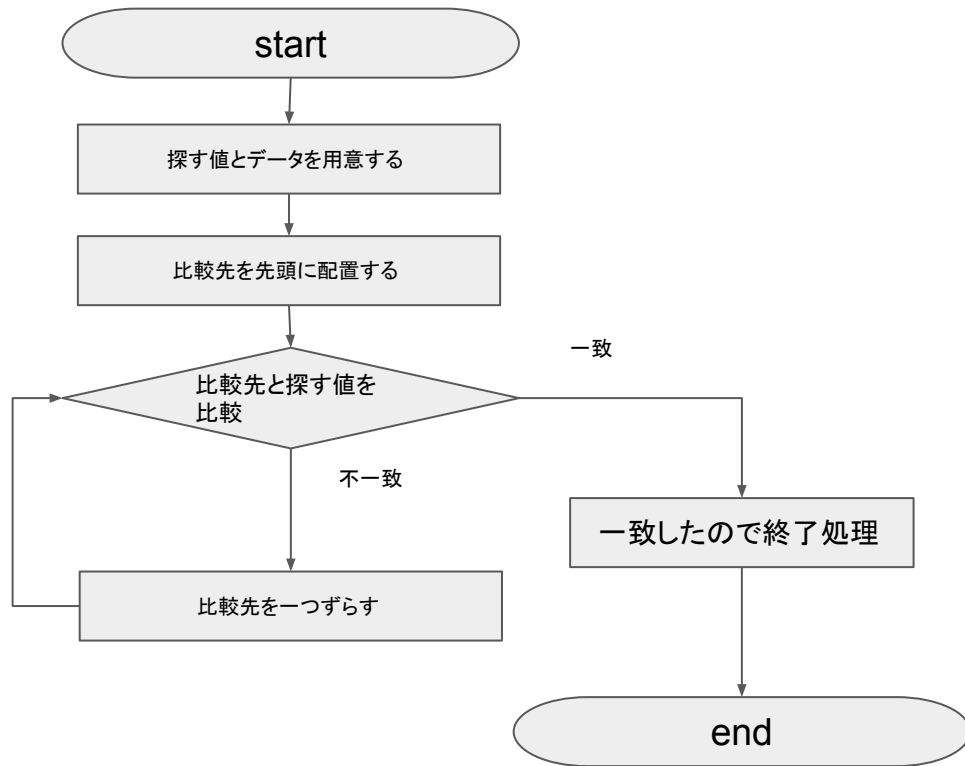 start
探す値とデータを用意する
比較先を先頭に配置する
比較先と探す値を
比較
一致
不一致
一致したので終了処理
比較先を一つずらす
end